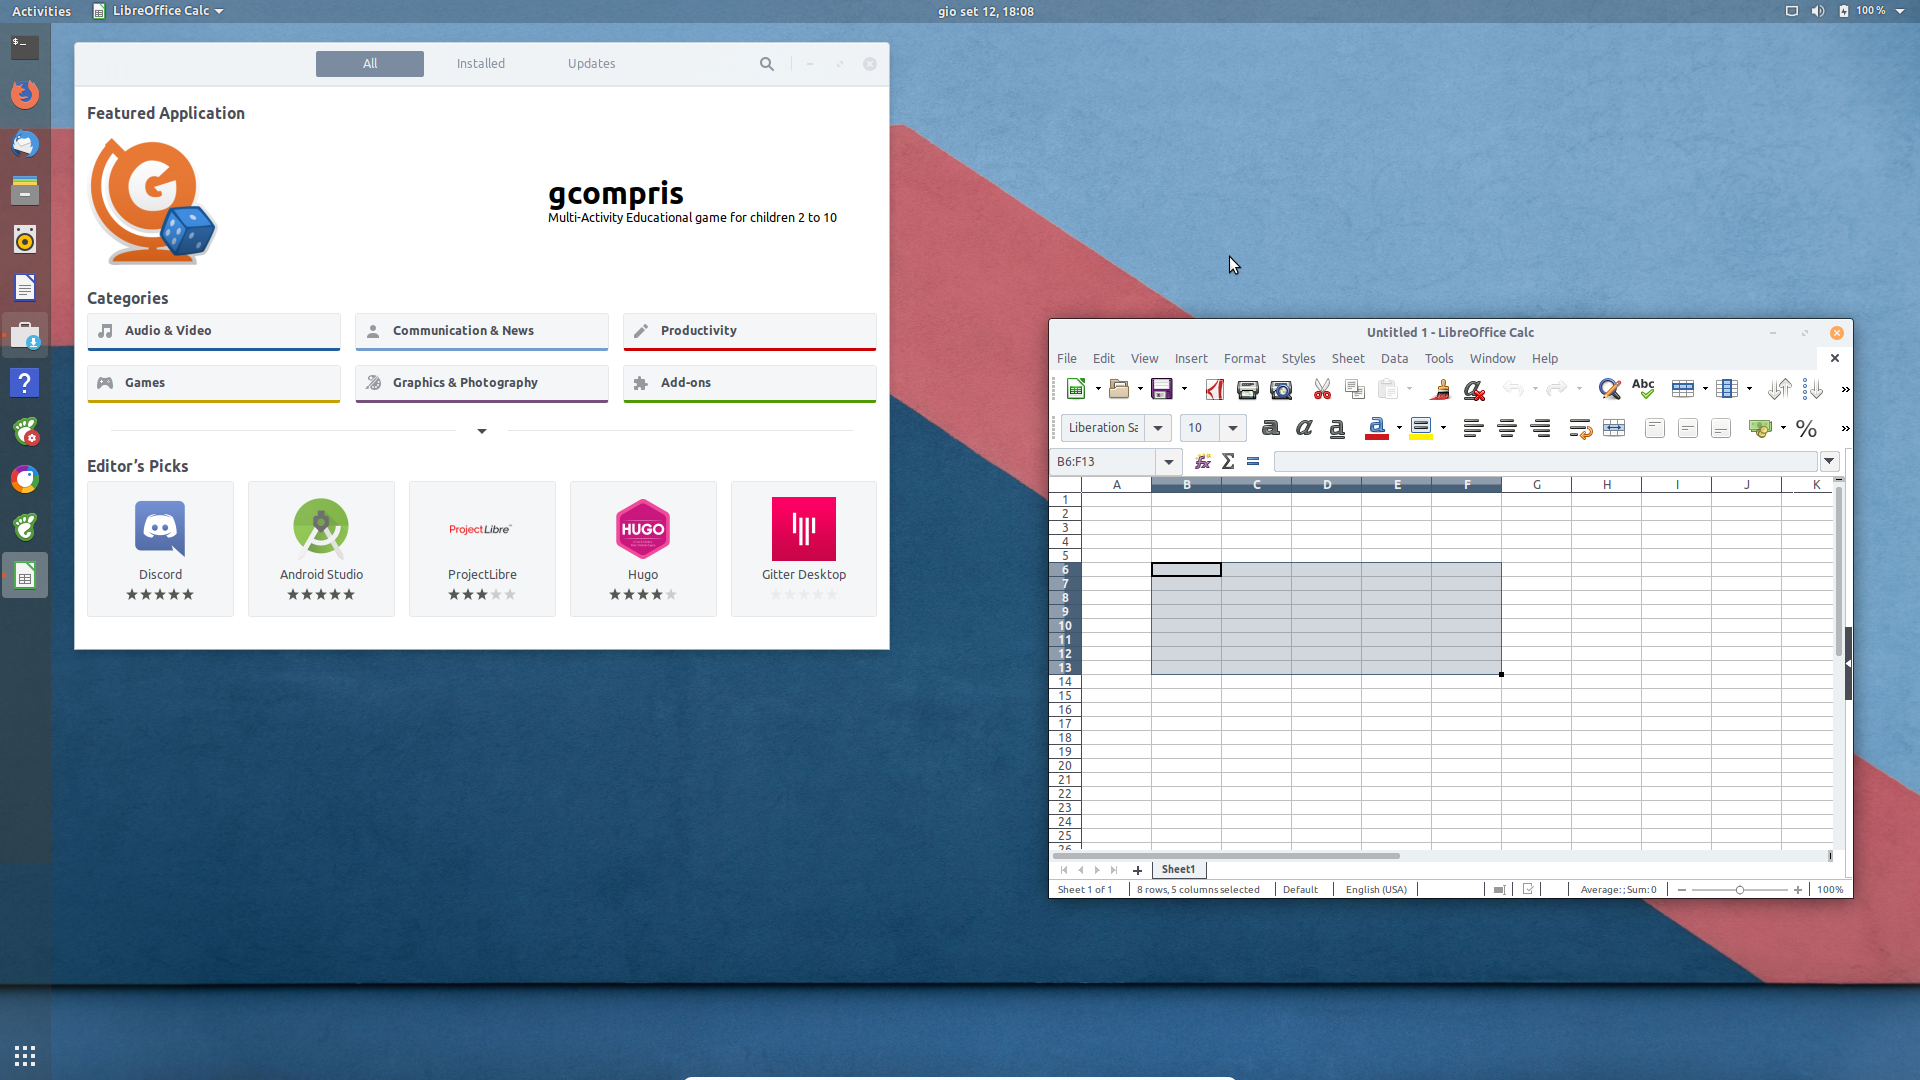 Activities
LibreOffice Calc
gio set 12, 18:08
100 %
All
Installed
Updates
Featured Application
gcompris
Multi-Activity Educational game for children 2 to 10
Categories
Audio & Video
Communication & News
Productivity
Games
Graphics & Photography
Add-ons
Editor’s Picks
HUGO
ProjectLibre
Discord
Android Studio
ProjectLibre
Hugo
Gitter Desktop
Untitled 1 - LibreOffice Calc
File Edit View Insert Format Styles Sheet Data Tools Window Help
Abc
Liberation Sa
10
a a a a
%
B6:F13
A B C D E F G H I J K
1
2
3
4
5
6
7
8
9
10
11
12
13
14
15
16
17
18
19
20
21
22
23
24
25
26
Sheet1
Sheet 1 of 1
8 rows, 5 columns selected
Default
English (USA)
Average: ; Sum: 0
100%